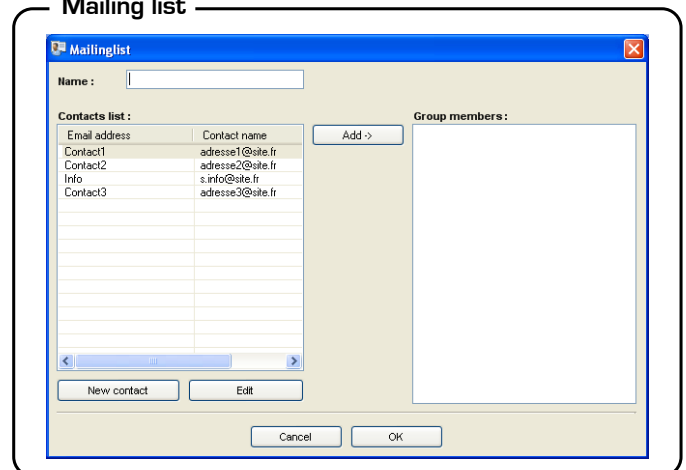 Mailing list
Mailinglist
Name :
Contacts list :
Group members :
Email address Contact name
Add ->
Contact1 adresse1@site.fr
Contact2 adresse2@site.fr
Info s.info@site.fr
Contact3 adresse3@site.fr
New contact Edit
Cancel OK